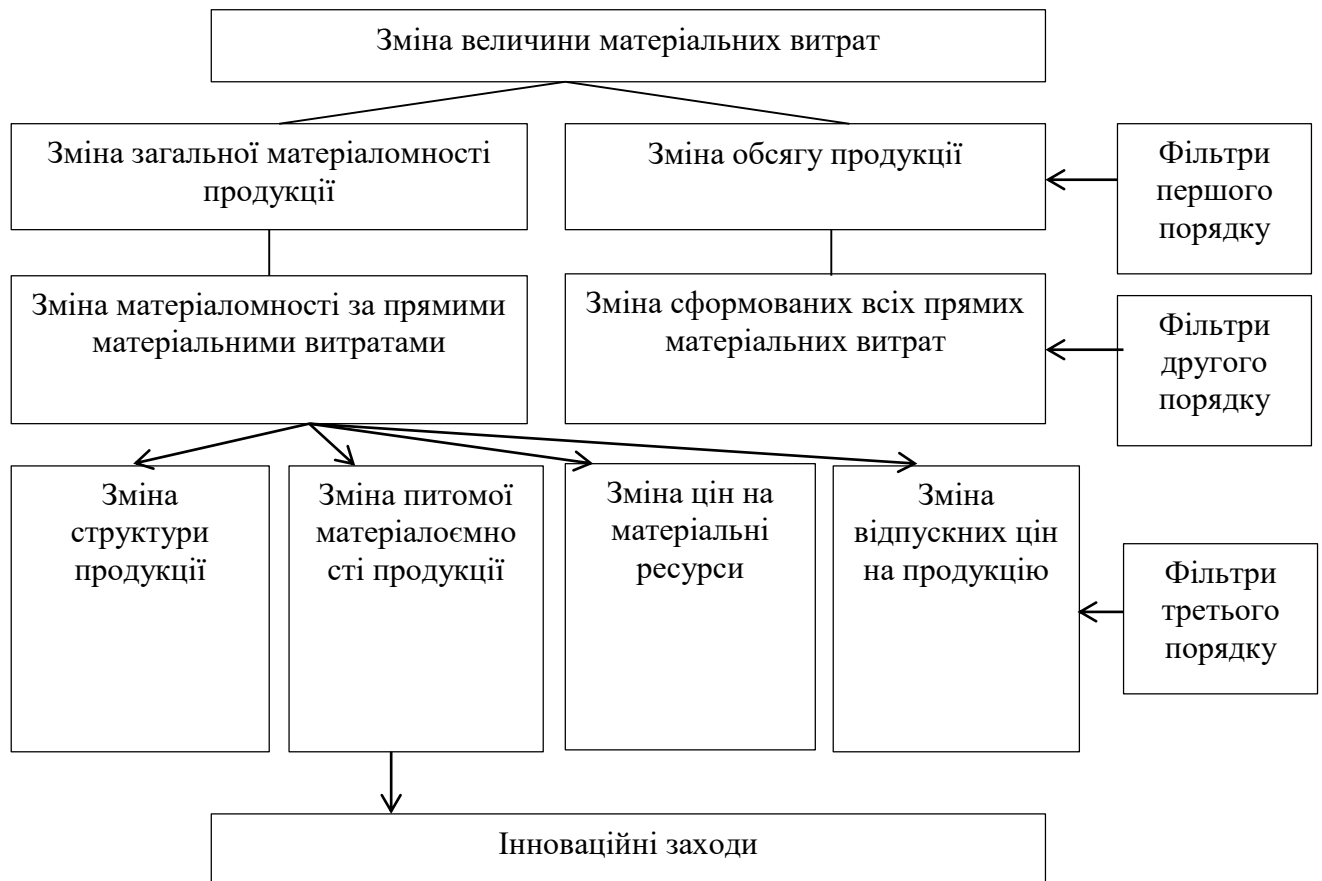 Зміна величини матеріальних витрат
Зміна загальної матеріаломності
продукції
Зміна обсягу продукції
Фільтри
першого
порядку
Зміна матеріаломності за прямими
матеріальними витратами
Зміна сформованих всіх прямих
матеріальних витрат
Фільтри
другого
порядку
Зміна
структури
продукції
Зміна питомої
матеріалоємно
сті продукції
Зміна цін на
матеріальні
ресурси
Зміна
відпускних цін
на продукцію
Фільтри
третього
порядку
Інноваційні заходи